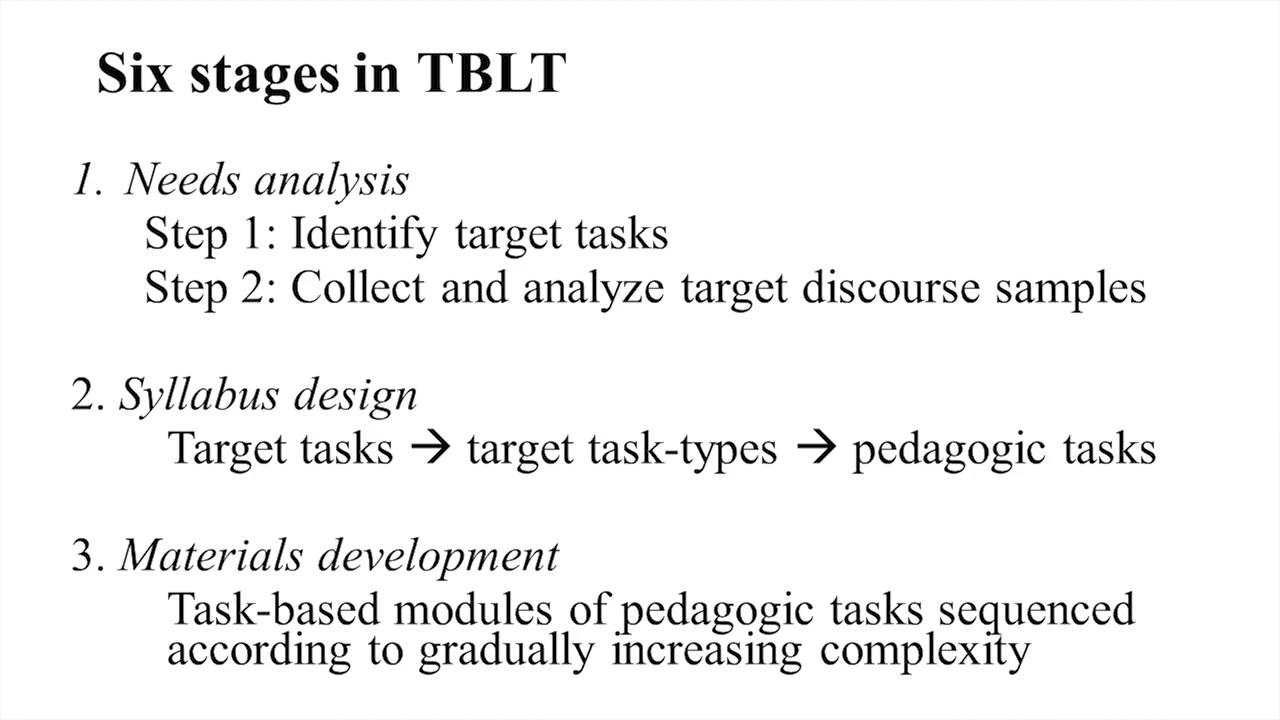 Six stages in TBLT
1. Needs analysis
Step 1: Identify target tasks
Step 2: Collect and analyze target discourse samples
2. Syllabus design
Target tasks → target task-types → pedagogic tasks
3. Materials development
Task-based modules of pedagogic tasks sequenced
according to gradually increasing complexity